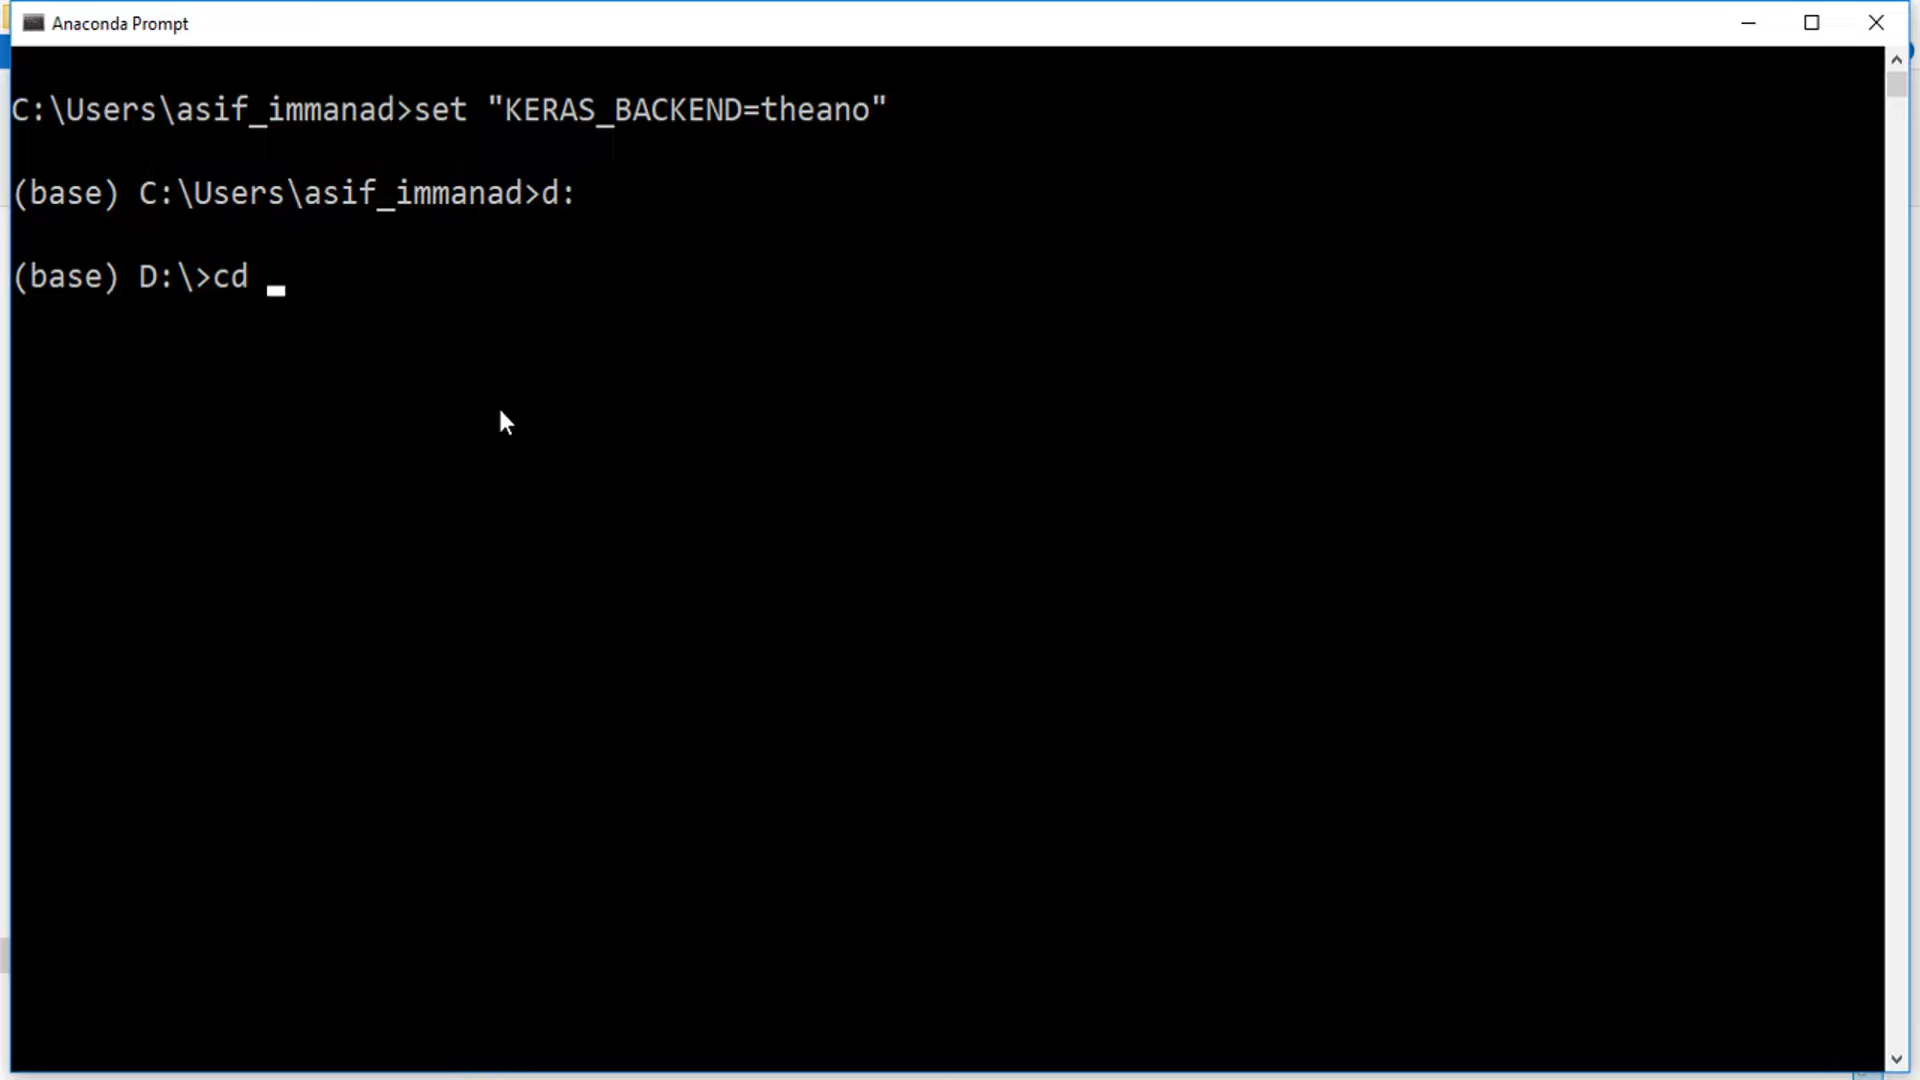 Anaconda Prompt
C:\Users\asif_immanad>set "KERAS_BACKEND=theano"
(base) C:\Users\asif_immanad>d:
(base) D:\>cd